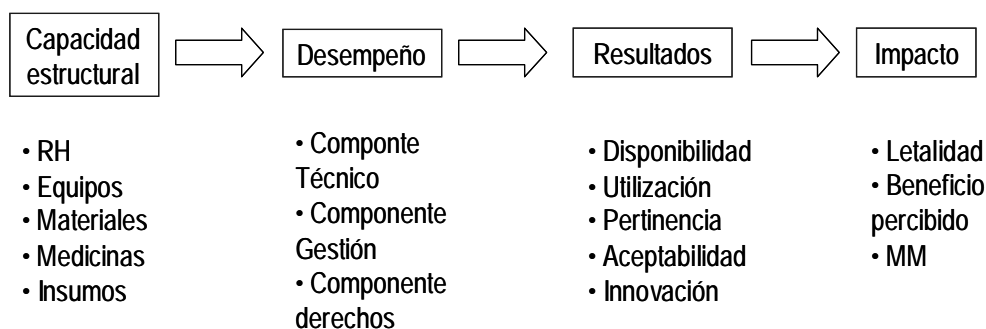 Capacidad
estructural
Desempeño
Resultados
Impacto
• RH
• Equipos
• Materiales
• Medicinas
• Insumos
• Componte
Técnico
• Componente
Gestión
• Componente
derechos
• Disponibilidad
• Utilización
• Pertinencia
• Aceptabilidad
• Innovación
• Letalidad
• Beneficio
percibido
• MM